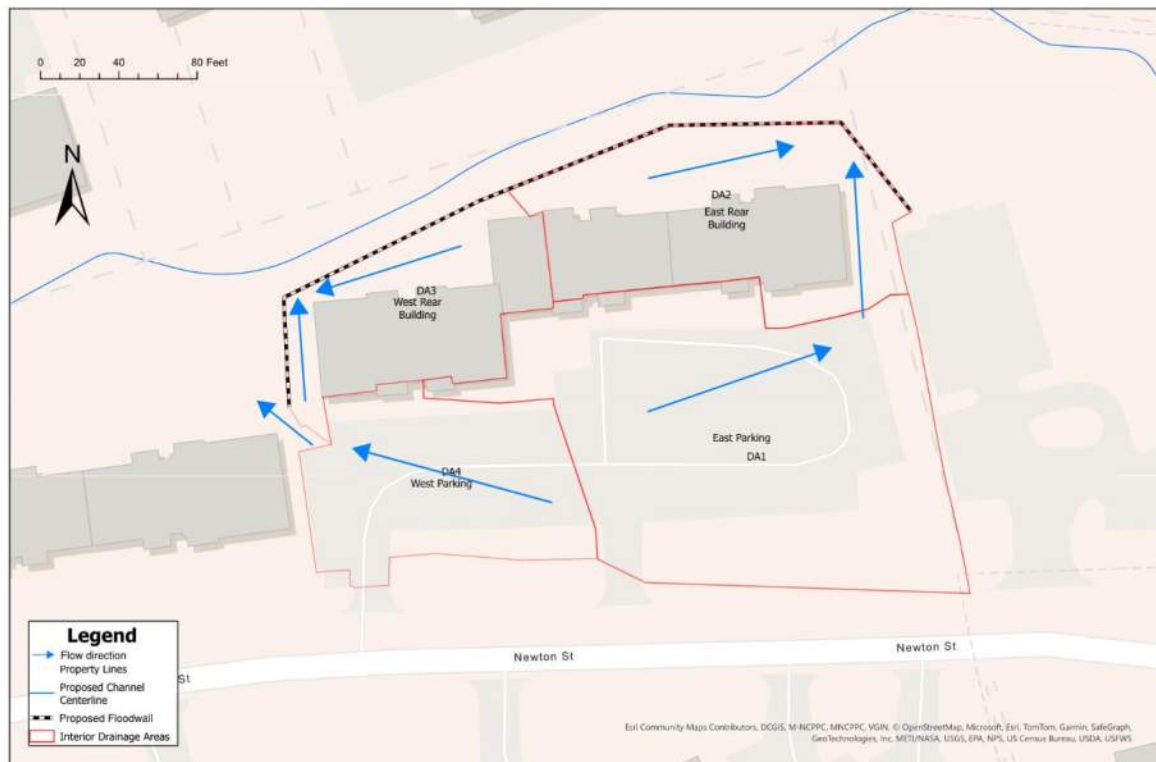 0 20 40 80 Feet
N
DA2
East Rear
Building
DA3
West Rear
Building
East Parking
DA1
DA4
West Parking
Legend
Flow direction
Property Lines
Proposed Channel
Centerline
Proposed Floodwall
Interior Drainage Areas
St
Newton St
Newton St
Esri Community Maps Contributors, DCGIS, M-NCPPC, MNCPPC, VGIN, © OpenStreetMap, Microsoft, Esri, TomTom, Garmin, SafeGraph,
GeoTechnologies, Inc, METI/NASA, USGS, EPA, NPS, US Census Bureau, USDA, USFWS